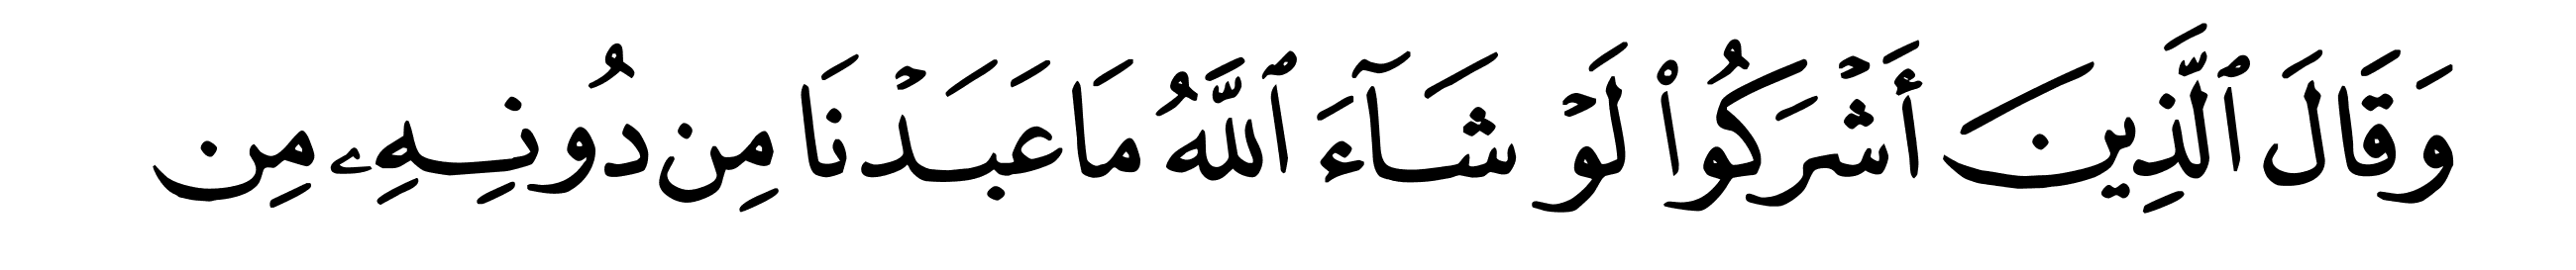 وَقَالَ ٱلَّذِينَ أَشْرَكُوا۟ لَوْ شَآءَ ٱللَّهُ مَا عَبَدْنَا مِن دُونِهِۦ مِن